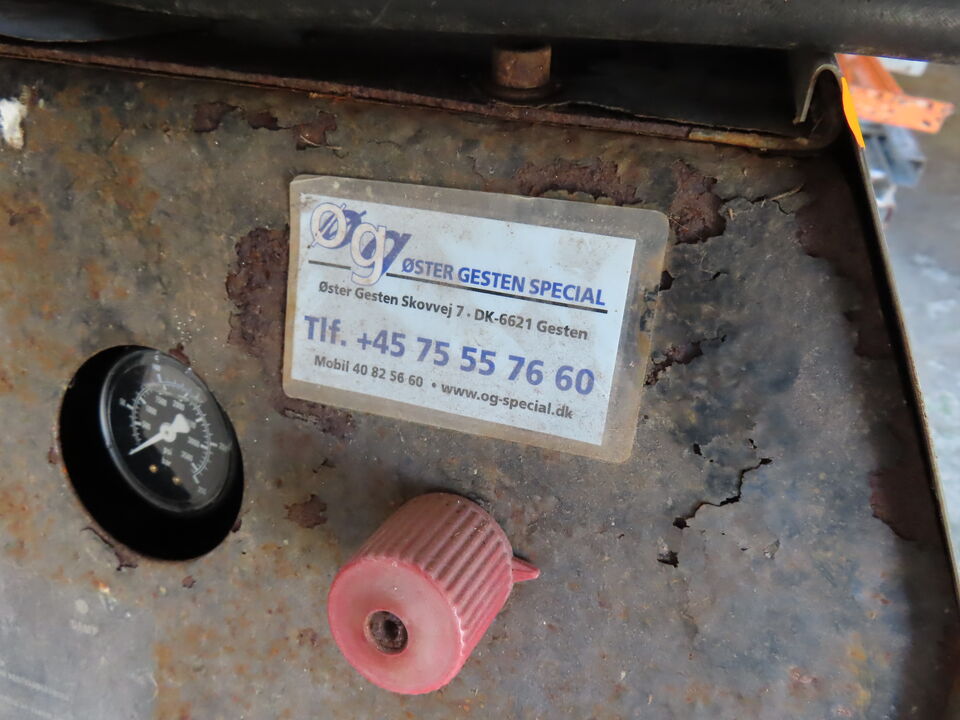 øg ØSTER GESTEN SPECIAL
Øster Gesten Skovvej 7 · DK-6621 Gesten
Tlf. +45 75 55 76 60
Mobil 40 82 56 60 • www.og-special.dk